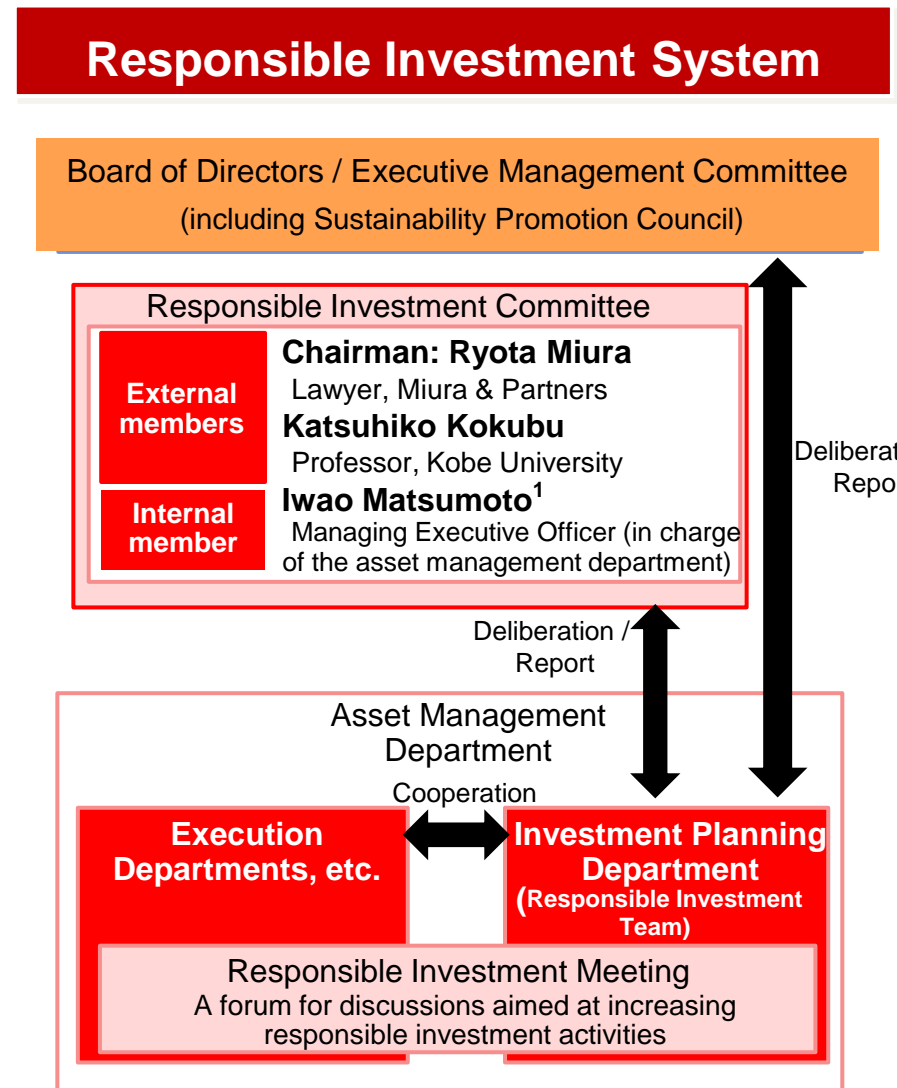 Responsible Investment System
Board of Directors / Executive Management Committee
(including Sustainability Promotion Council)
Responsible Investment Committee
External
members
Chairman: Ryota Miura
Lawyer, Miura & Partners
Katsuhiko Kokubu
Professor, Kobe University
Internal
member
Iwao Matsumoto¹
Managing Executive Officer (in charge
of the asset management department)
Deliberat
Repo
Deliberation /
Report
Asset Management
Department
Cooperation
Execution
Departments, etc.
Investment Planning
Department
(Responsible Investment
Team)
Responsible Investment Meeting
A forum for discussions aimed at increasing
responsible investment activities